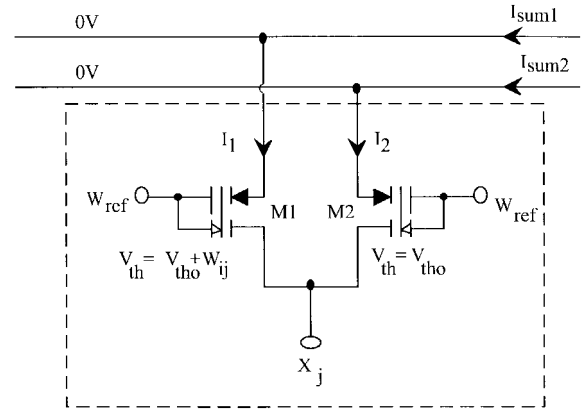 0V
I_sum1
0V
I_sum2
I_1
I_2
W_ref
M1
M2
W_ref
V_th = V_tho + W_ij
V_th = V_tho
X_j